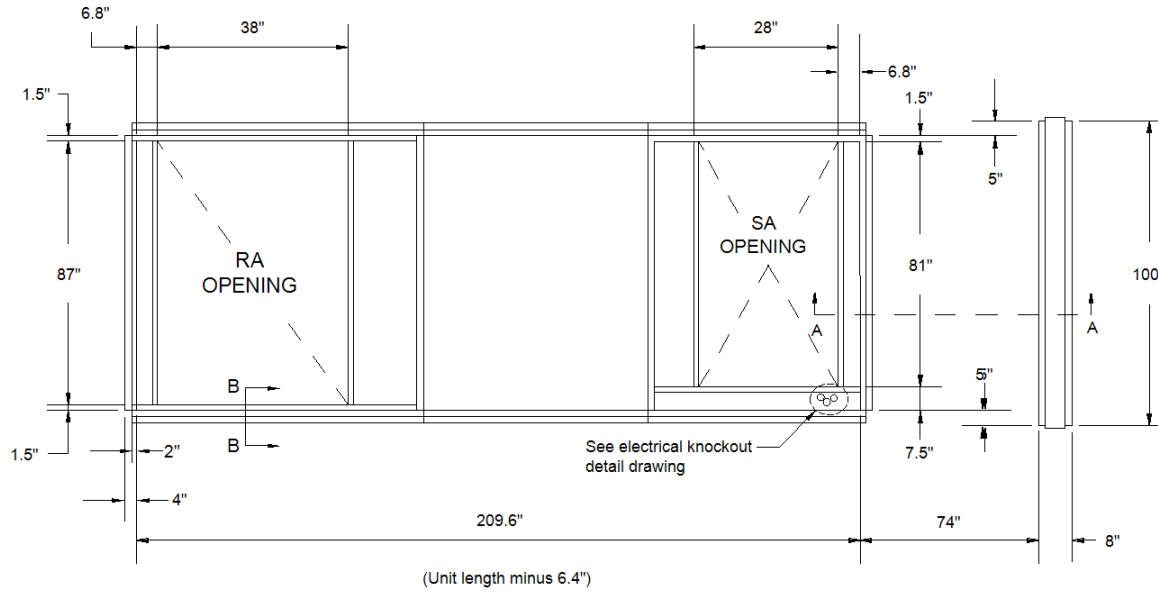 6.8"
38"
28"
6.8"
1.5"
1.5"
5"
RA
OPENING
SA
OPENING
87"
81"
100
A
A
B
B
5"
See electrical knockout
detail drawing
7.5"
1.5"
2"
4"
209.6"
74"
8"
(Unit length minus 6.4")